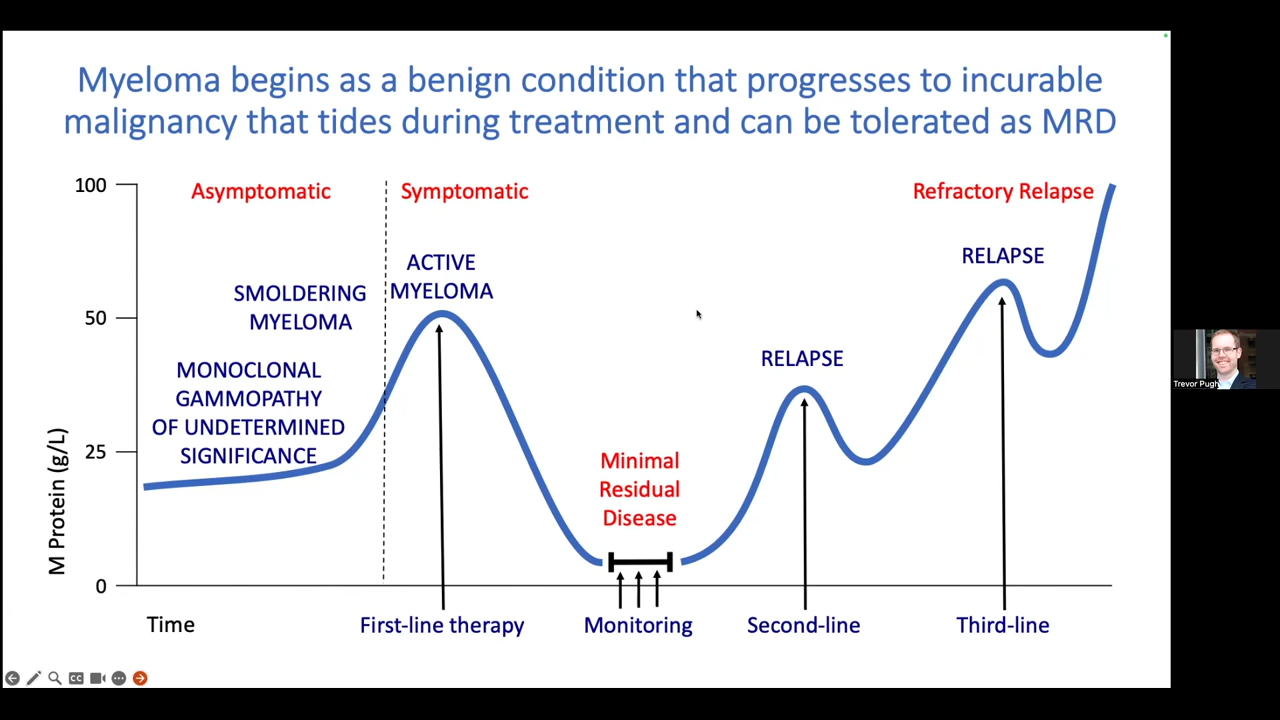 Myeloma begins as a benign condition that progresses to incurable
malignancy that tides during treatment and can be tolerated as MRD
100
50
25
0
M Protein (g/L)
Asymptomatic
Symptomatic
Refractory Relapse
SMOLDERING
MYELOMA
ACTIVE
MYELOMA
MONOCLONAL
GAMMOPATHY
OF UNDETERMINED
SIGNIFICANCE
Minimal
Residual
Disease
RELAPSE
RELAPSE
Time
First-line therapy
Monitoring
Second-line
Third-line
CC
Trevor Pugh